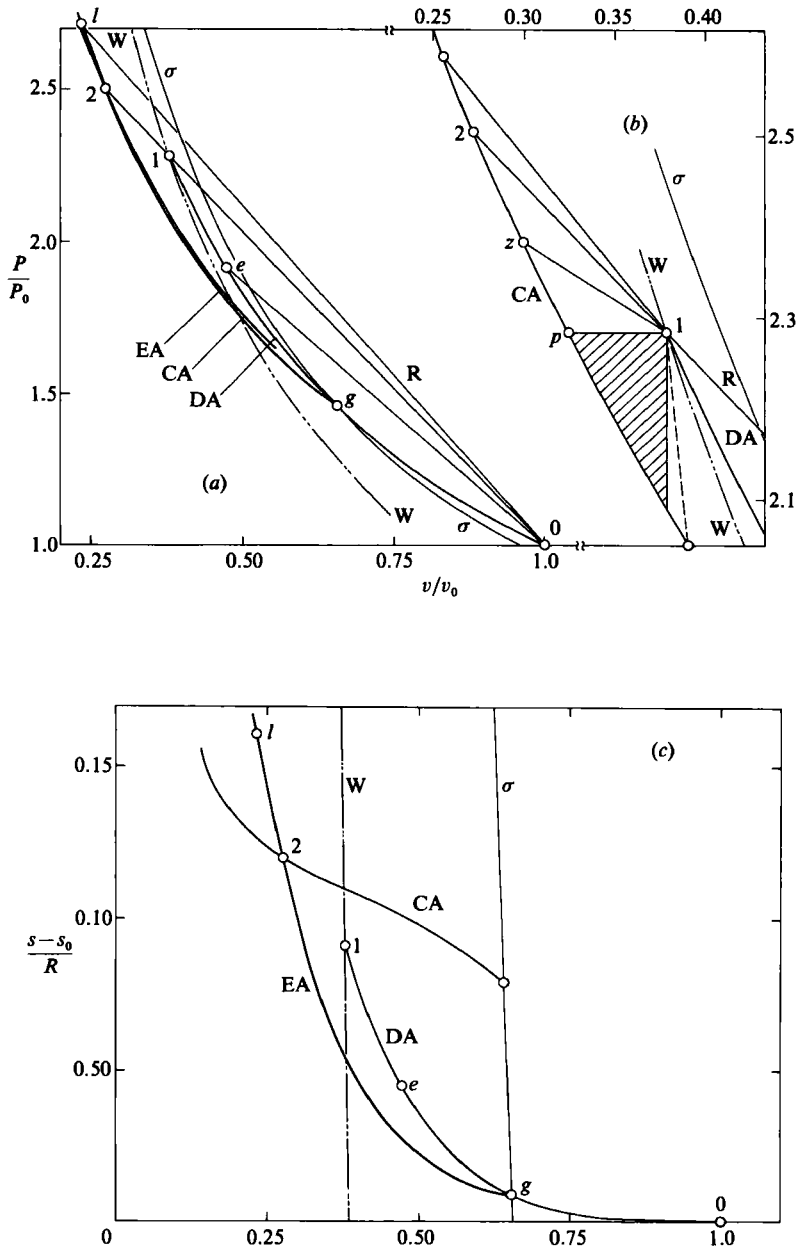 0.25 0.30 0.34 0.38 0.40
l
W
σ
2.5
2
1
(b)
2.5
σ
2
2.0
P
P₀
e
z
W
CA
1
2.3
p
EA
CA
DA
R
R
DA
1.5
g
(a)
W
2.1
W
σ
0
1.0
0.25 0.50 0.75 1.0
v/v₀
l
(c)
0.15
W
σ
2
CA
0.10
1
s−s₀
R
EA
DA
0.50
e
g
0
0 0.25 0.50 0.75 1.0